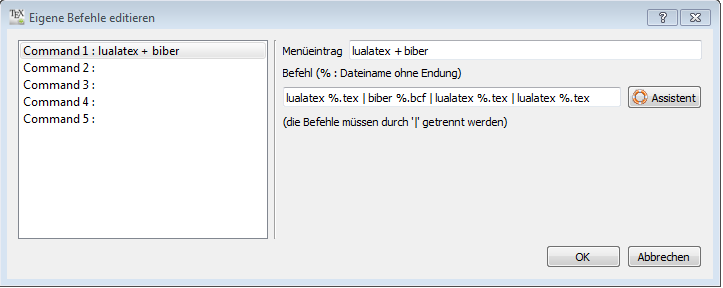 TEX
Eigene Befehle editieren
?
Command 1 : lualatex + biber
Command 2 :
Command 3 :
Command 4 :
Command 5 :
Menüeintrag
lualatex + biber
Befehl (% : Dateiname ohne Endung)
lualatex %.tex | biber %.bcf | lualatex %.tex | lualatex %.tex
Assistent
(die Befehle müssen durch '|' getrennt werden)
OK
Abbrechen